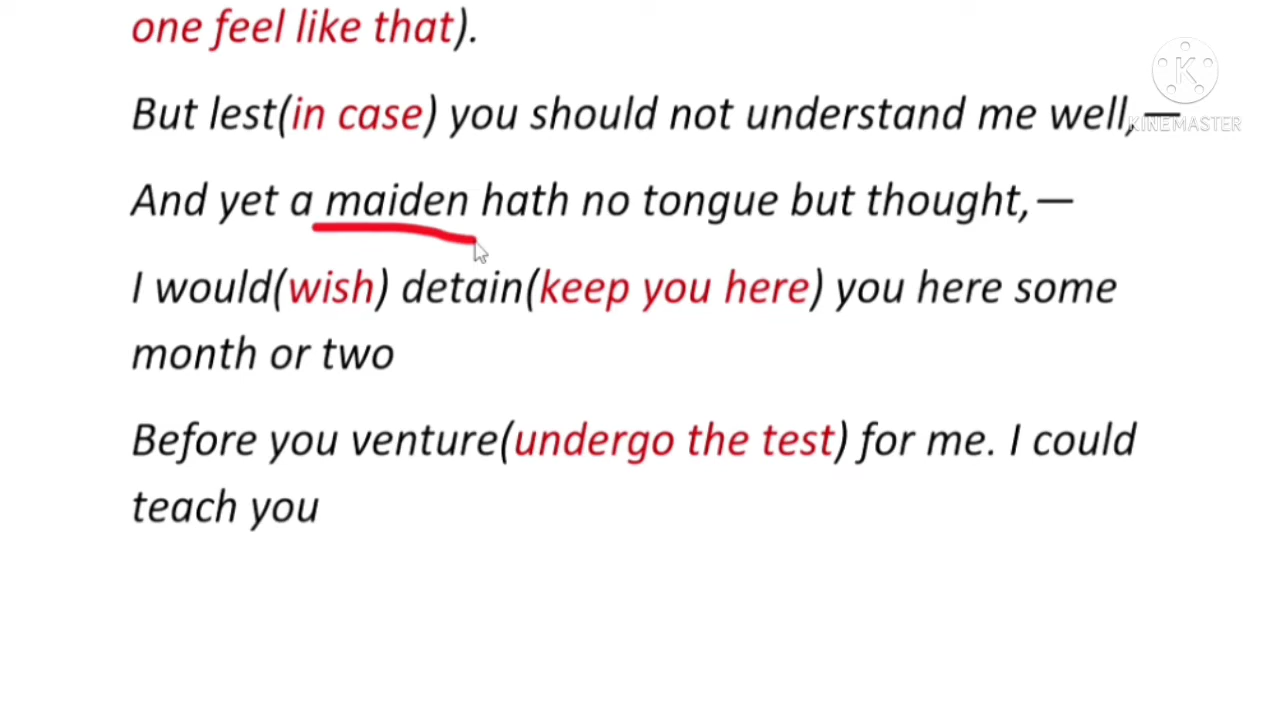 one feel like that).
But lest(in case) you should not understand me well,—
KINEMASTER
And yet a maiden hath no tongue but thought,—
I would(wish) detain(keep you here) you here some
month or two
Before you venture(undergo the test) for me. I could
teach you